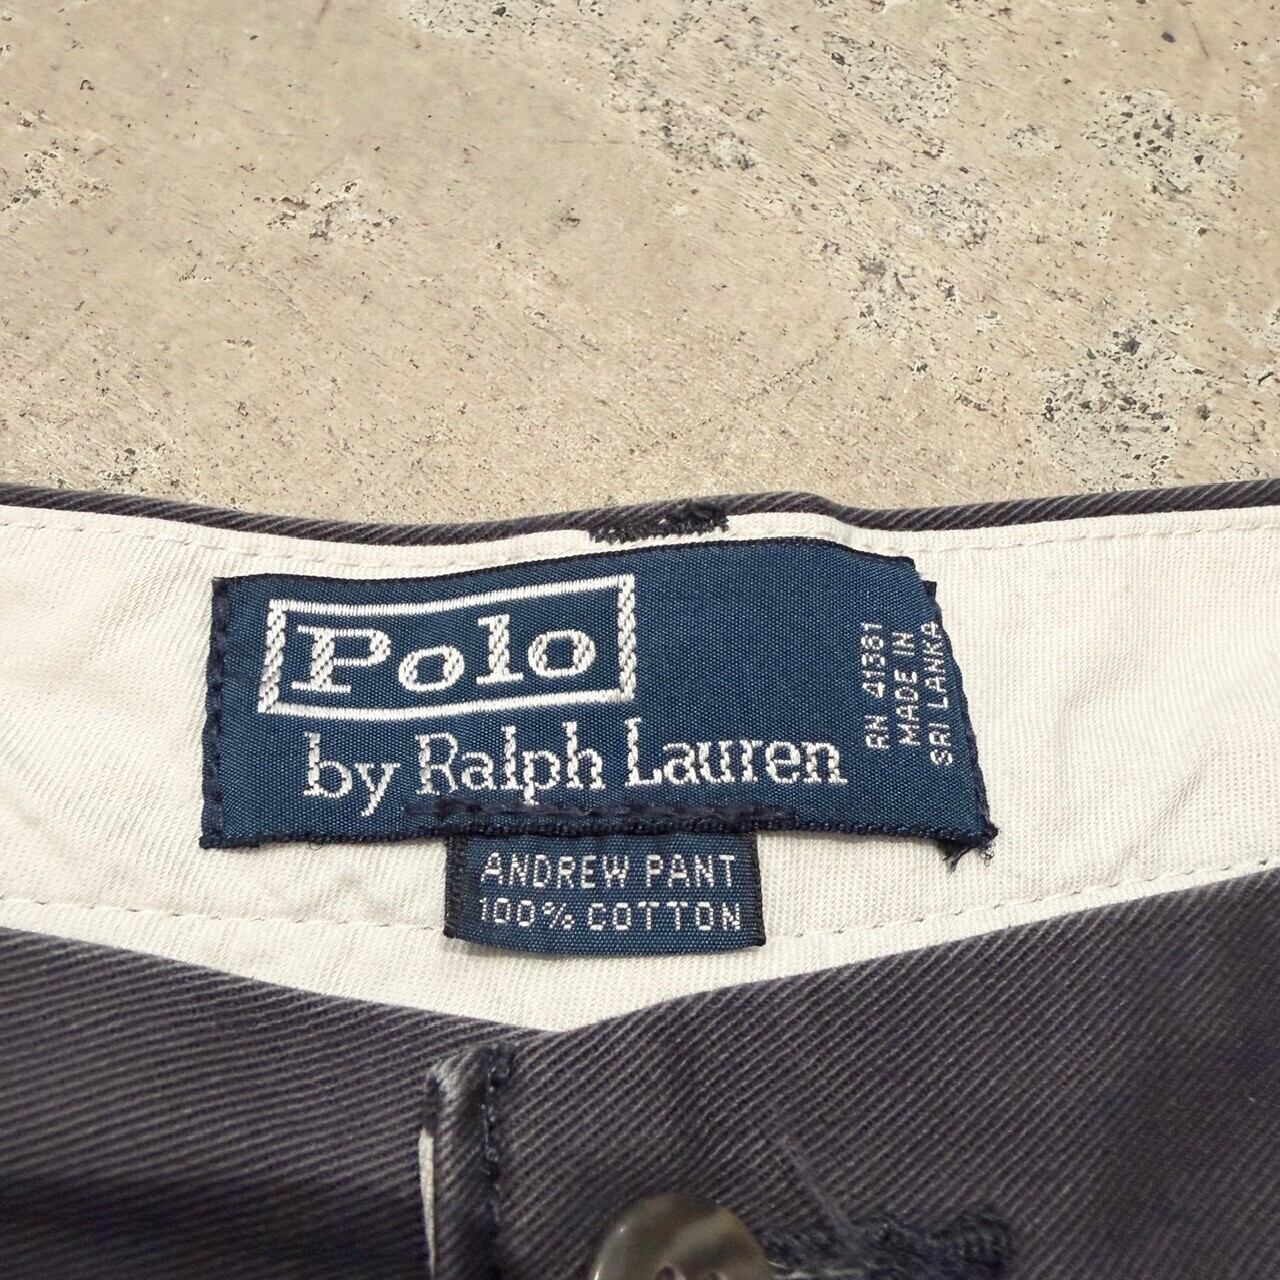 Polo
by Ralph Lauren
RN 41381
MADE IN
SRI LANKA
ANDREW PANT
100% COTTON